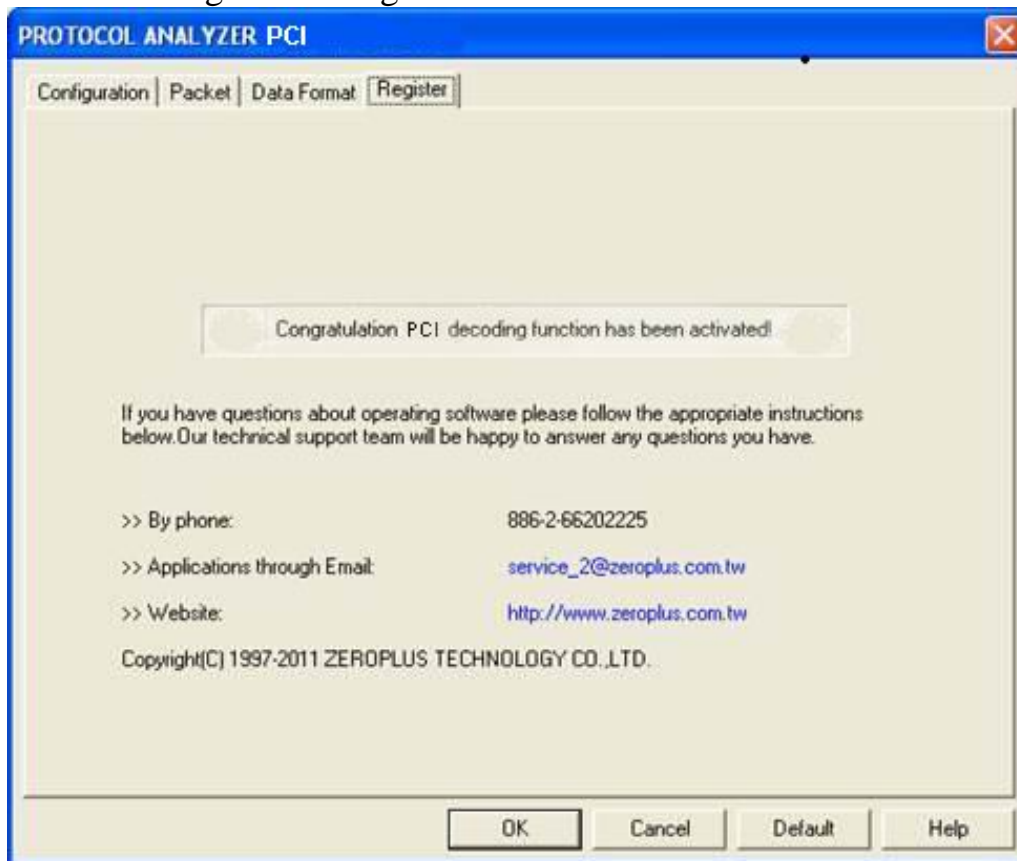 PROTOCOL ANALYZER PCI
Configuration Packet Data Format Register
Congratulation PCI decoding function has been activated!
If you have questions about operating software please follow the appropriate instructions
below.Our technical support team will be happy to answer any questions you have.
>> By phone: 886-2-66202225
>> Applications through Email: service_2@zeroplus.com.tw
>> Website: http://www.zeroplus.com.tw
Copyright(C) 1997-2011 ZEROPLUS TECHNOLOGY CO.,LTD.
OK Cancel Default Help